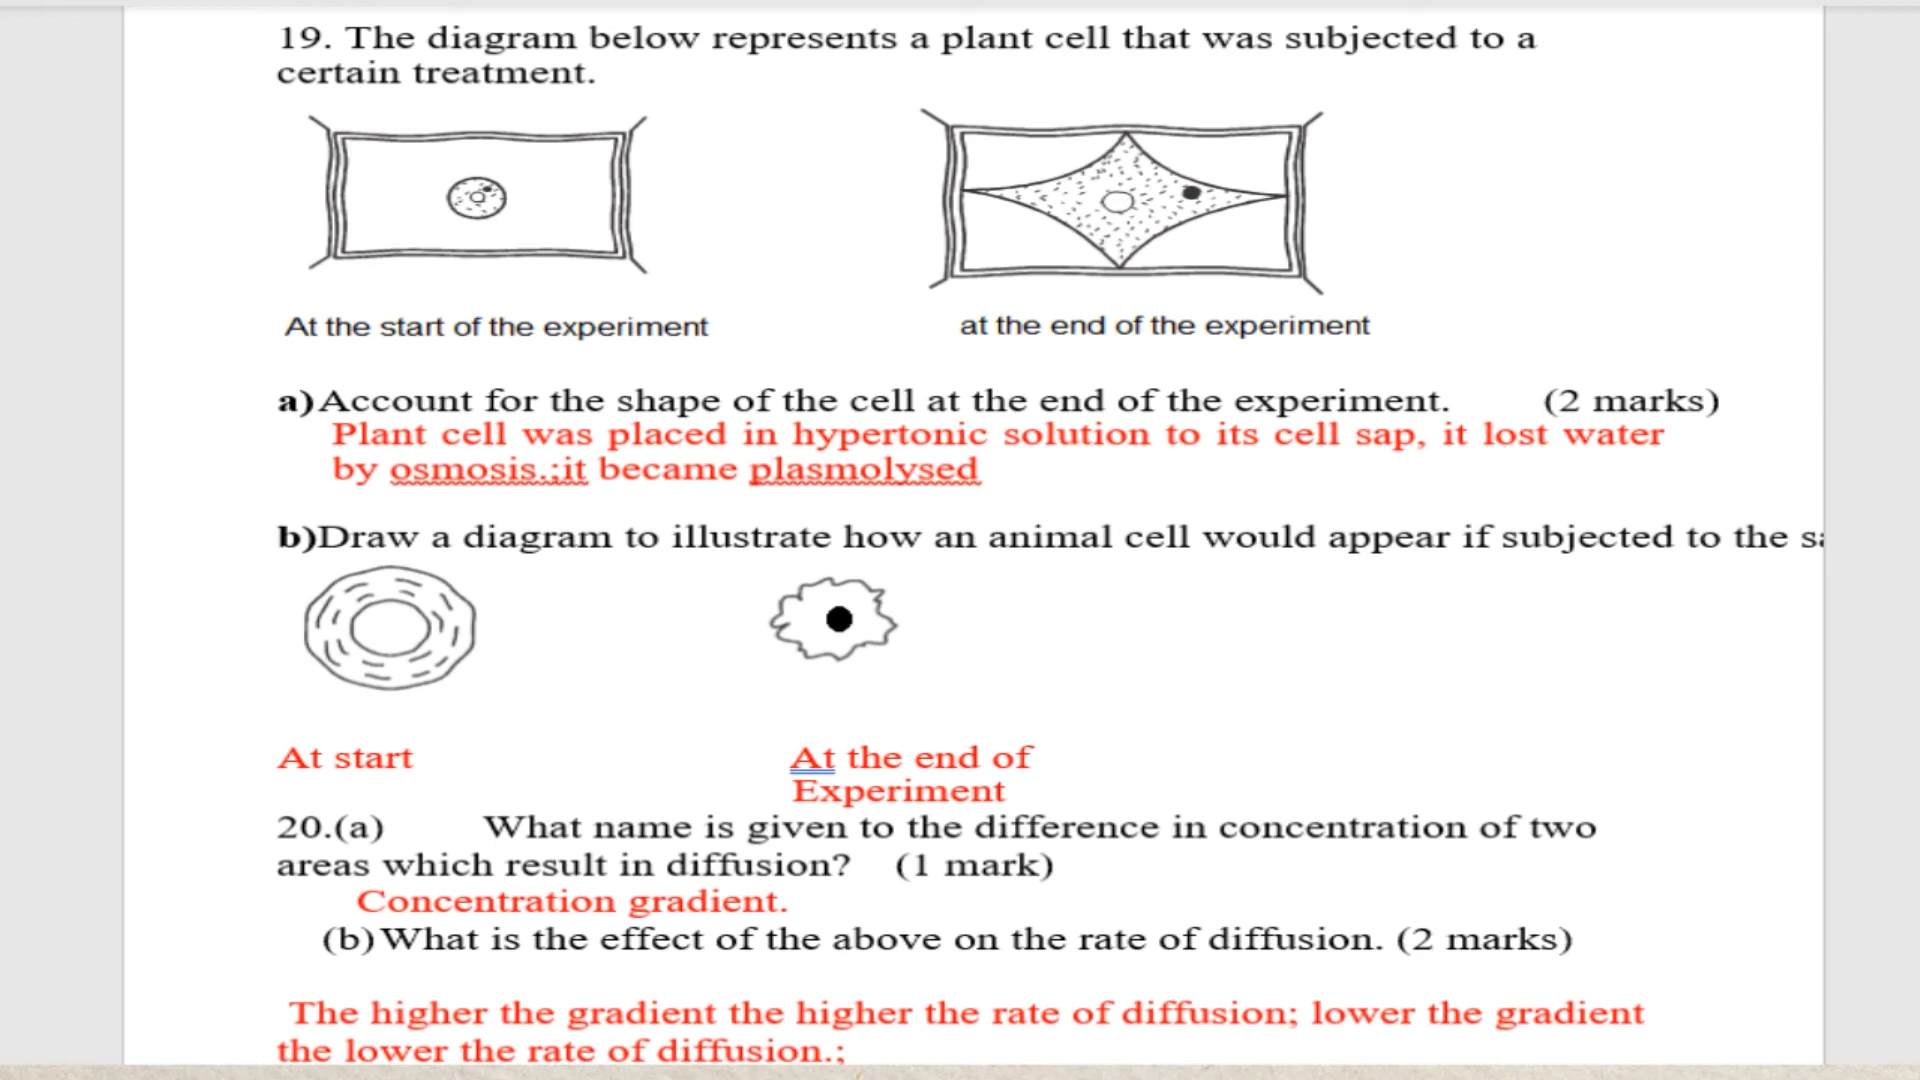 19. The diagram below represents a plant cell that was subjected to a
certain treatment.
At the start of the experiment
at the end of the experiment
a)Account for the shape of the cell at the end of the experiment. (2 marks)
Plant cell was placed in hypertonic solution to its cell sap, it lost water
by osmosis.;it became plasmolysed
b)Draw a diagram to illustrate how an animal cell would appear if subjected to the
At start
At the end of
Experiment
20.(a) What name is given to the difference in concentration of two
areas which result in diffusion? (1 mark)
Concentration gradient.
(b)What is the effect of the above on the rate of diffusion. (2 marks)
The higher the gradient the higher the rate of diffusion; lower the gradient
the lower the rate of diffusion.;